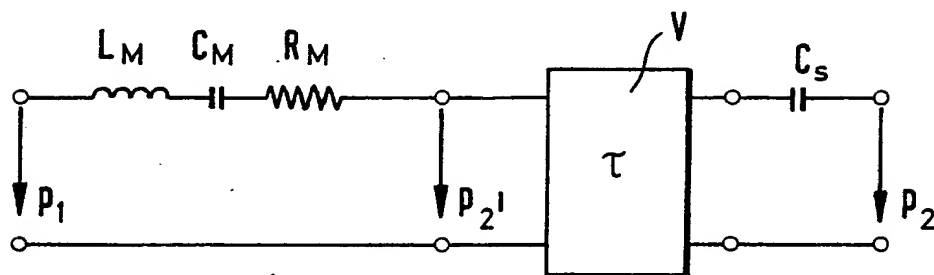 L_M C_M R_M V C_s
τ
p_1 p_2' p_2